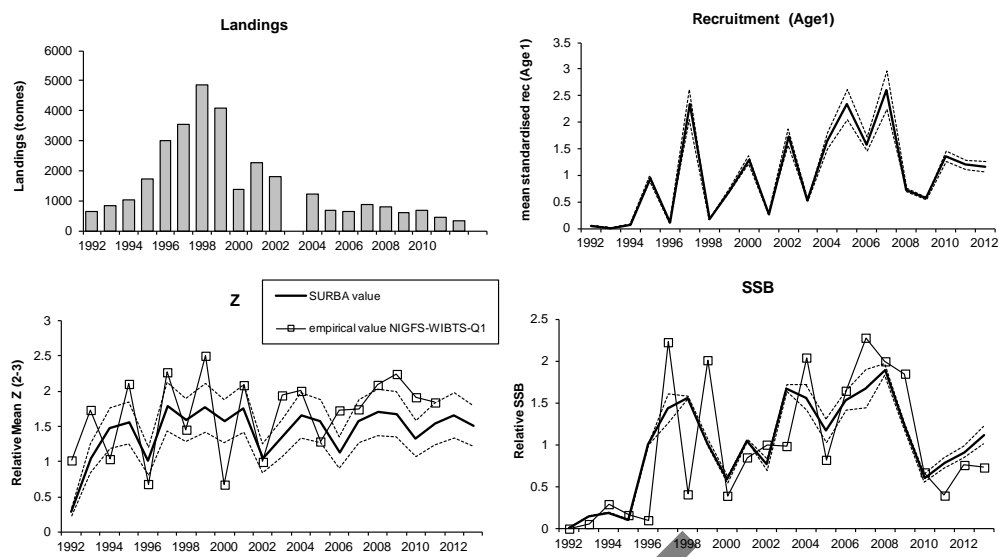 Landings
6000
5000
4000
3000
2000
1000
0
Landings (tonnes)
1992 1994 1996 1998 2000 2002 2004 2006 2008 2010
Recruitment (Age1)
3.5
3
2.5
2
1.5
1
0.5
0
mean standardised rec (Age 1)
1992 1994 1996 1998 2000 2002 2004 2006 2008 2010 2012
Z
SURBA value
empirical value NIGFS-WIBTS-Q1
3
2.5
2
1.5
1
0.5
0
Relative Mean Z (2-3)
1992 1994 1996 1998 2000 2002 2004 2006 2008 2010 2012
SSB
2.5
2
1.5
1
0.5
0
Relative SSB
1992 1994 1996 1998 2000 2002 2004 2006 2008 2010 2012